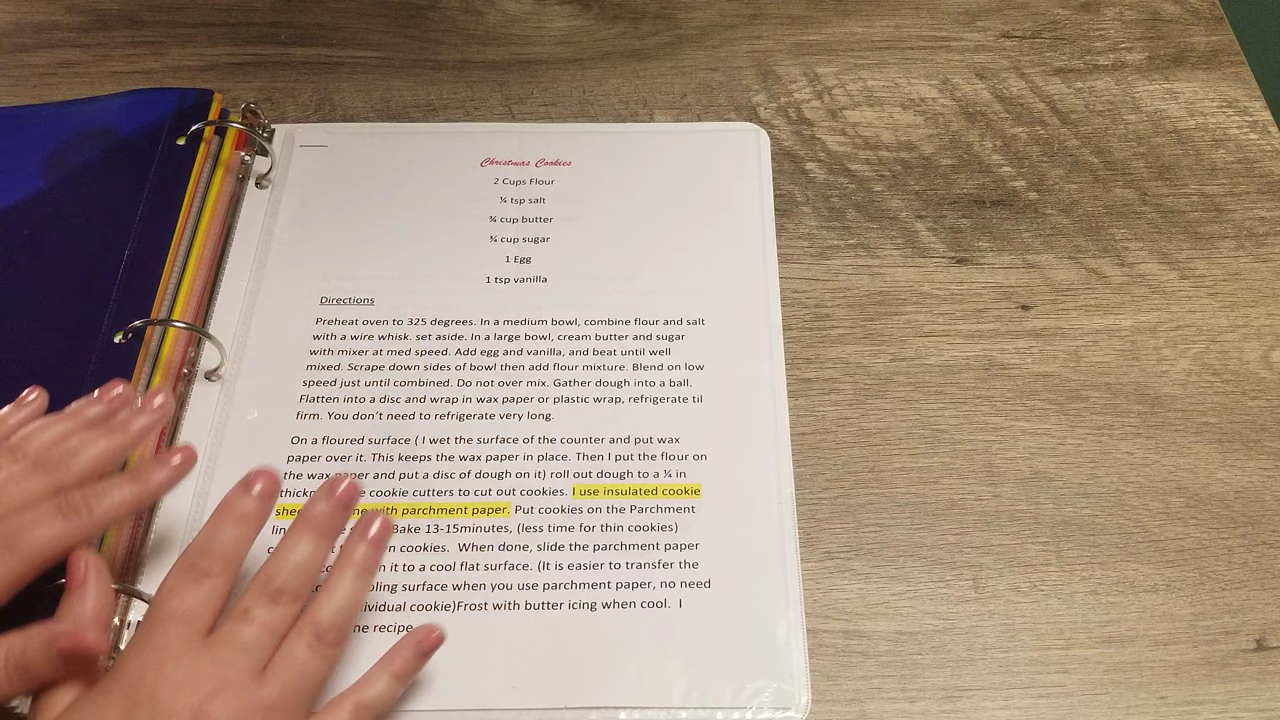 Christmas Cookies
2 Cups Flour
¼ tsp salt
¾ cup butter
¾ cup sugar
1 Egg
1 tsp vanilla
Directions
Preheat oven to 325 degrees. In a medium bowl, combine flour and salt
with a wire whisk. set aside. In a large bowl, cream butter and sugar
with mixer at med speed. Add egg and vanilla, and beat until well
mixed. Scrape down sides of bowl then add flour mixture. Blend on low
speed just until combined. Do not over mix. Gather dough into a ball.
Flatten into a disc and wrap in wax paper or plastic wrap, refrigerate til
firm. You don't need to refrigerate very long.
On a floured surface ( I wet the surface of the counter and put wax
paper over it. This keeps the wax paper in place. Then I put the flour on
the wax paper and put a disc of dough on it) roll out dough to a ¼ in
cookie cutters to cut out cookies. I use insulated cookie
with parchment paper. Put cookies on the Parchment
Bake 13-15minutes, (less time for thin cookies)
cookies. When done, slide the parchment paper
it to a cool flat surface. (It is easier to transfer the
surface when you use parchment paper, no need
cookie)Frost with butter icing when cool. I
recipe